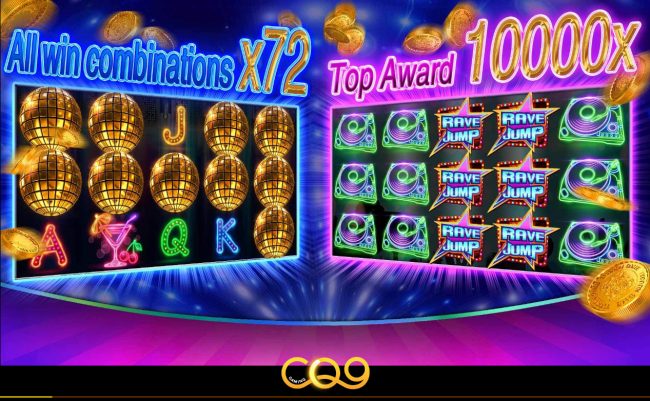 All win combinations x72
Top Award 10000x
J
RAVE JUMP RAVE JUMP
RAVE JUMP RAVE JUMP
A Q K
RAVE JUMP RAVE JUMP
CQ9
GAMING